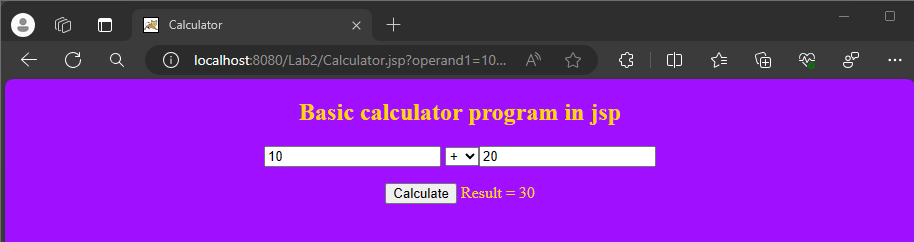 Calculator
localhost:8080/Lab2/Calculator.jsp?operand1=10...
Basic calculator program in jsp
10 + 20
Calculate Result = 30